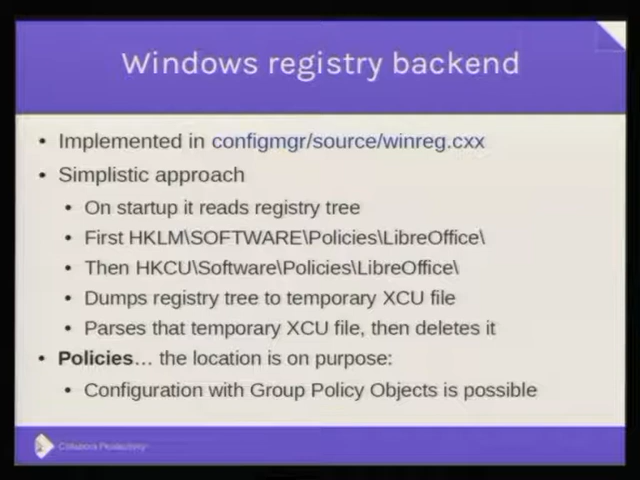 Windows registry backend
• Implemented in configmgr/source/winreg.cxx
• Simplistic approach
• On startup it reads registry tree
• First HKLM\SOFTWARE\Policies\LibreOffice\
• Then HKCU\Software\Policies\LibreOffice\
• Dumps registry tree to temporary XCU file
• Parses that temporary XCU file, then deletes it
• Policies… the location is on purpose:
• Configuration with Group Policy Objects is possible
Collabora Productivity